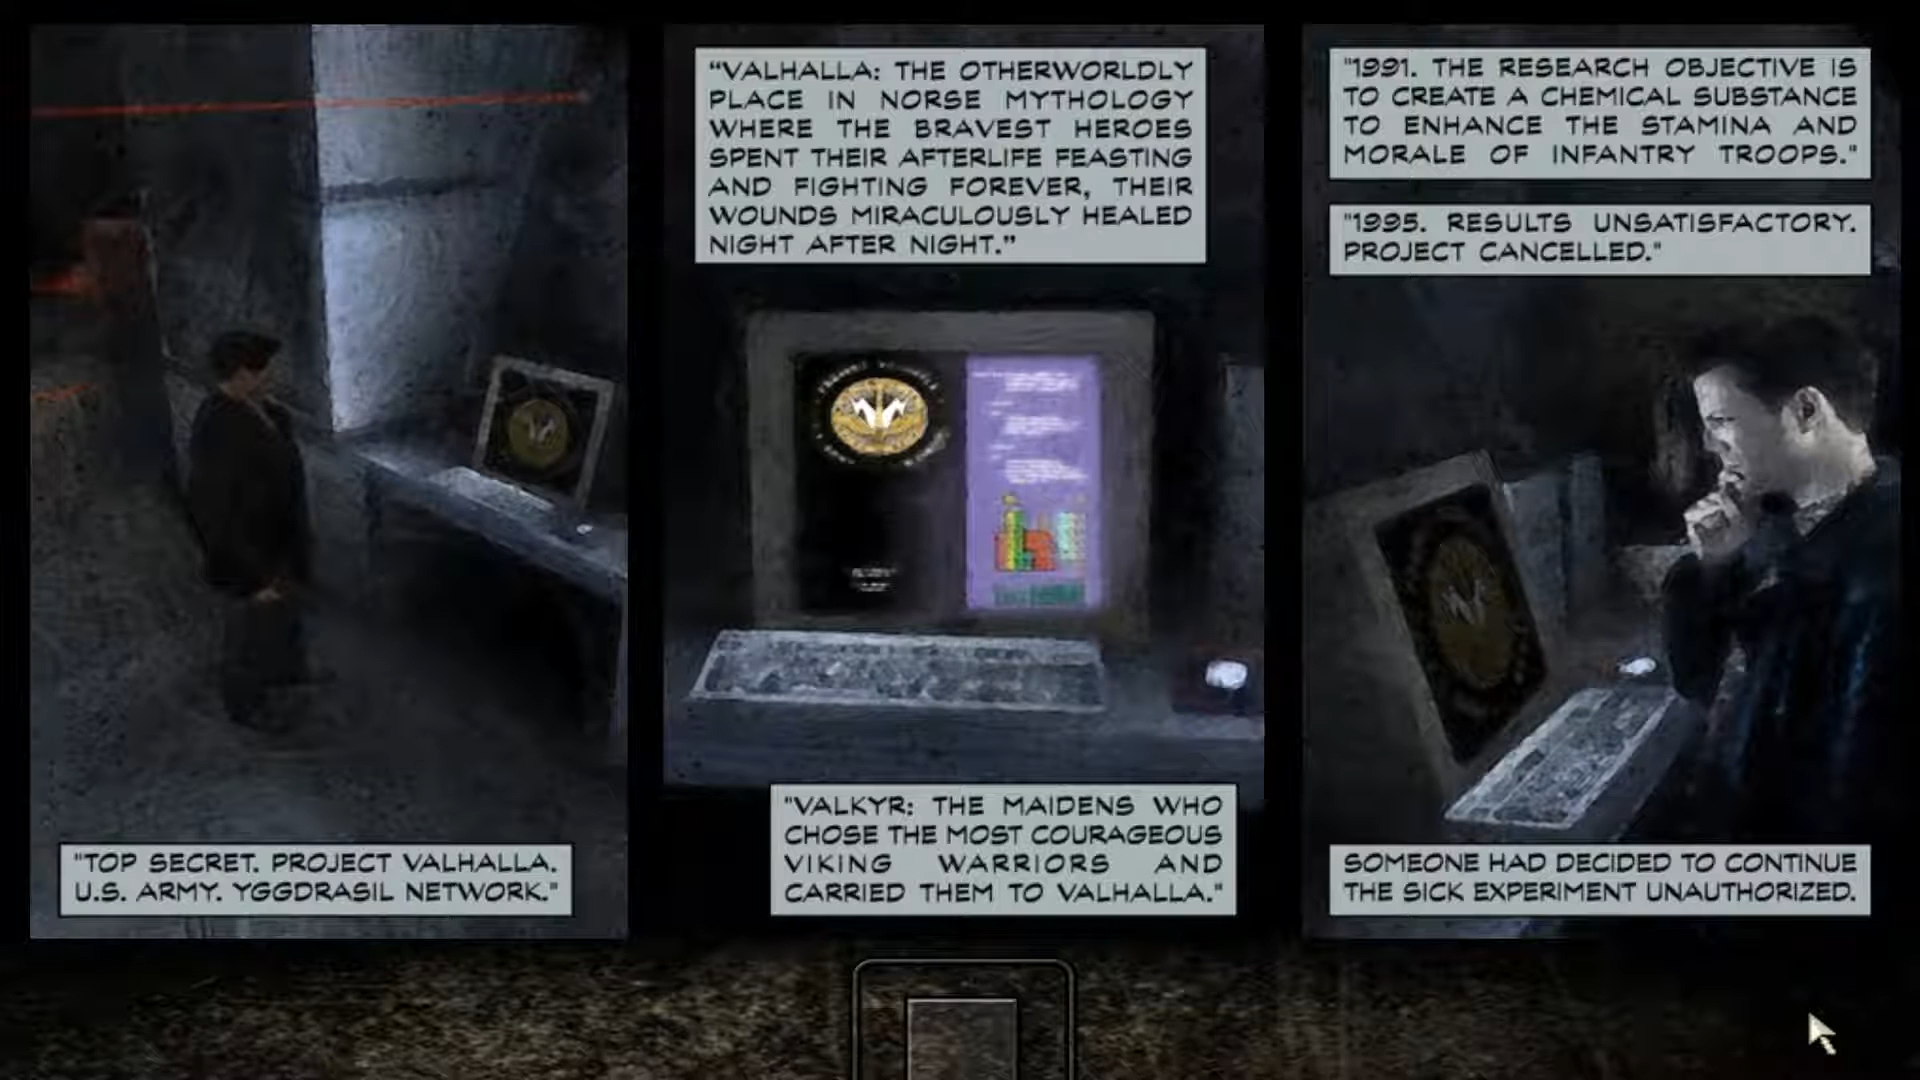 "TOP SECRET. PROJECT VALHALLA.
U.S. ARMY. YGGDRASIL NETWORK."
“VALHALLA: THE OTHERWORLDLY
PLACE IN NORSE MYTHOLOGY
WHERE THE BRAVEST HEROES
SPENT THEIR AFTERLIFE FEASTING
AND FIGHTING FOREVER, THEIR
WOUNDS MIRACULOUSLY HEALED
NIGHT AFTER NIGHT.”
"VALKYR: THE MAIDENS WHO
CHOSE THE MOST COURAGEOUS
VIKING WARRIORS AND
CARRIED THEM TO VALHALLA."
"1991. THE RESEARCH OBJECTIVE IS
TO CREATE A CHEMICAL SUBSTANCE
TO ENHANCE THE STAMINA AND
MORALE OF INFANTRY TROOPS."
"1995. RESULTS UNSATISFACTORY.
PROJECT CANCELLED."
SOMEONE HAD DECIDED TO CONTINUE
THE SICK EXPERIMENT UNAUTHORIZED.